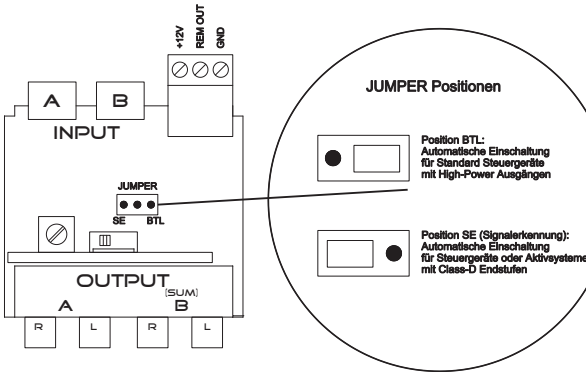 +12V
REM OUT
GND
A
B
INPUT
JUMPER
SE
BTL
OUTPUT
(SUM)
A
B
R
L
R
L
JUMPER Positionen
Position BTL:
Automatische Einschaltung
für Standard Steuergeräte
mit High-Power Ausgängen
Position SE (Signalerkennung):
Automatische Einschaltung
für Steuergeräte oder Aktivsysteme
mit Class-D Endstufen